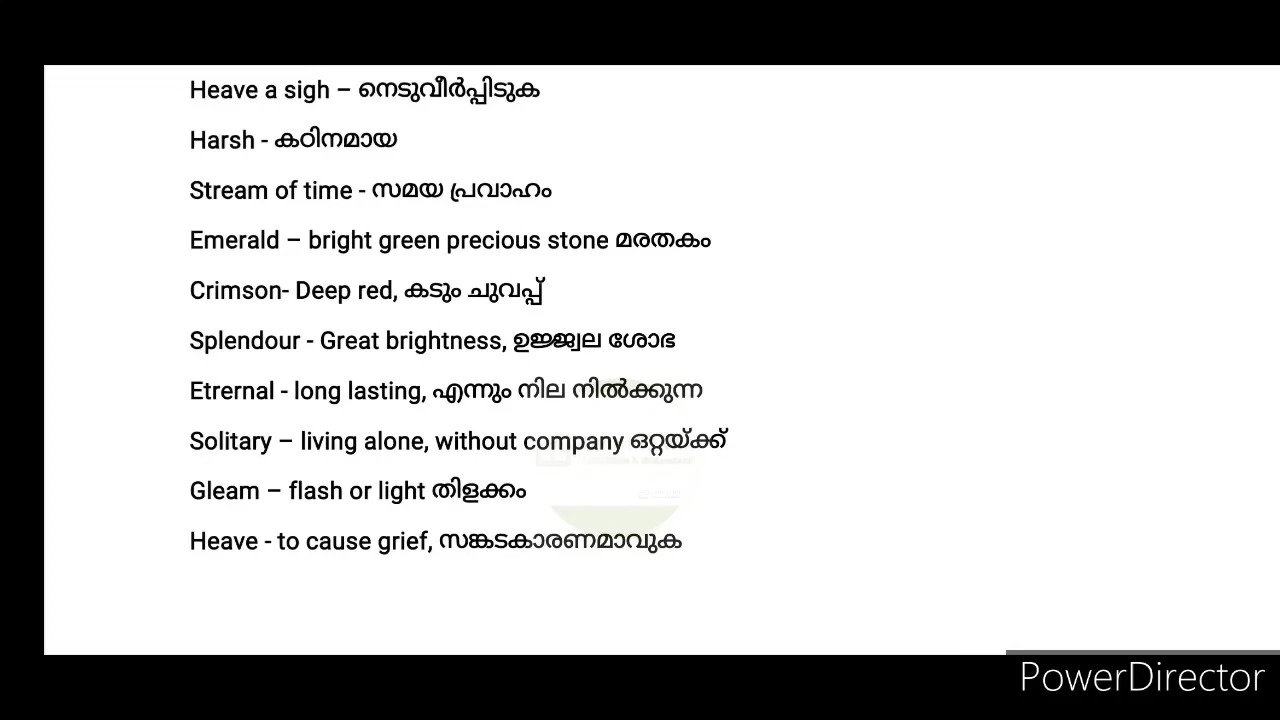 Heave a sigh – നെടുവീർപ്പിടുക
Harsh - കഠിനമായ
Stream of time - സമയ പ്രവാഹം
Emerald – bright green precious stone മരതകം
Crimson- Deep red, കടും ചുവപ്പ്
Splendour - Great brightness, ഉജ്ജ്വല ശോഭ
Etrernal - long lasting, എന്നും നില നിൽക്കുന്ന
Solitary – living alone, without company ഒറ്റയ്ക്ക്
Gleam – flash or light തിളക്കം
Heave - to cause grief, സങ്കടകാരണമാവുക
PowerDirector